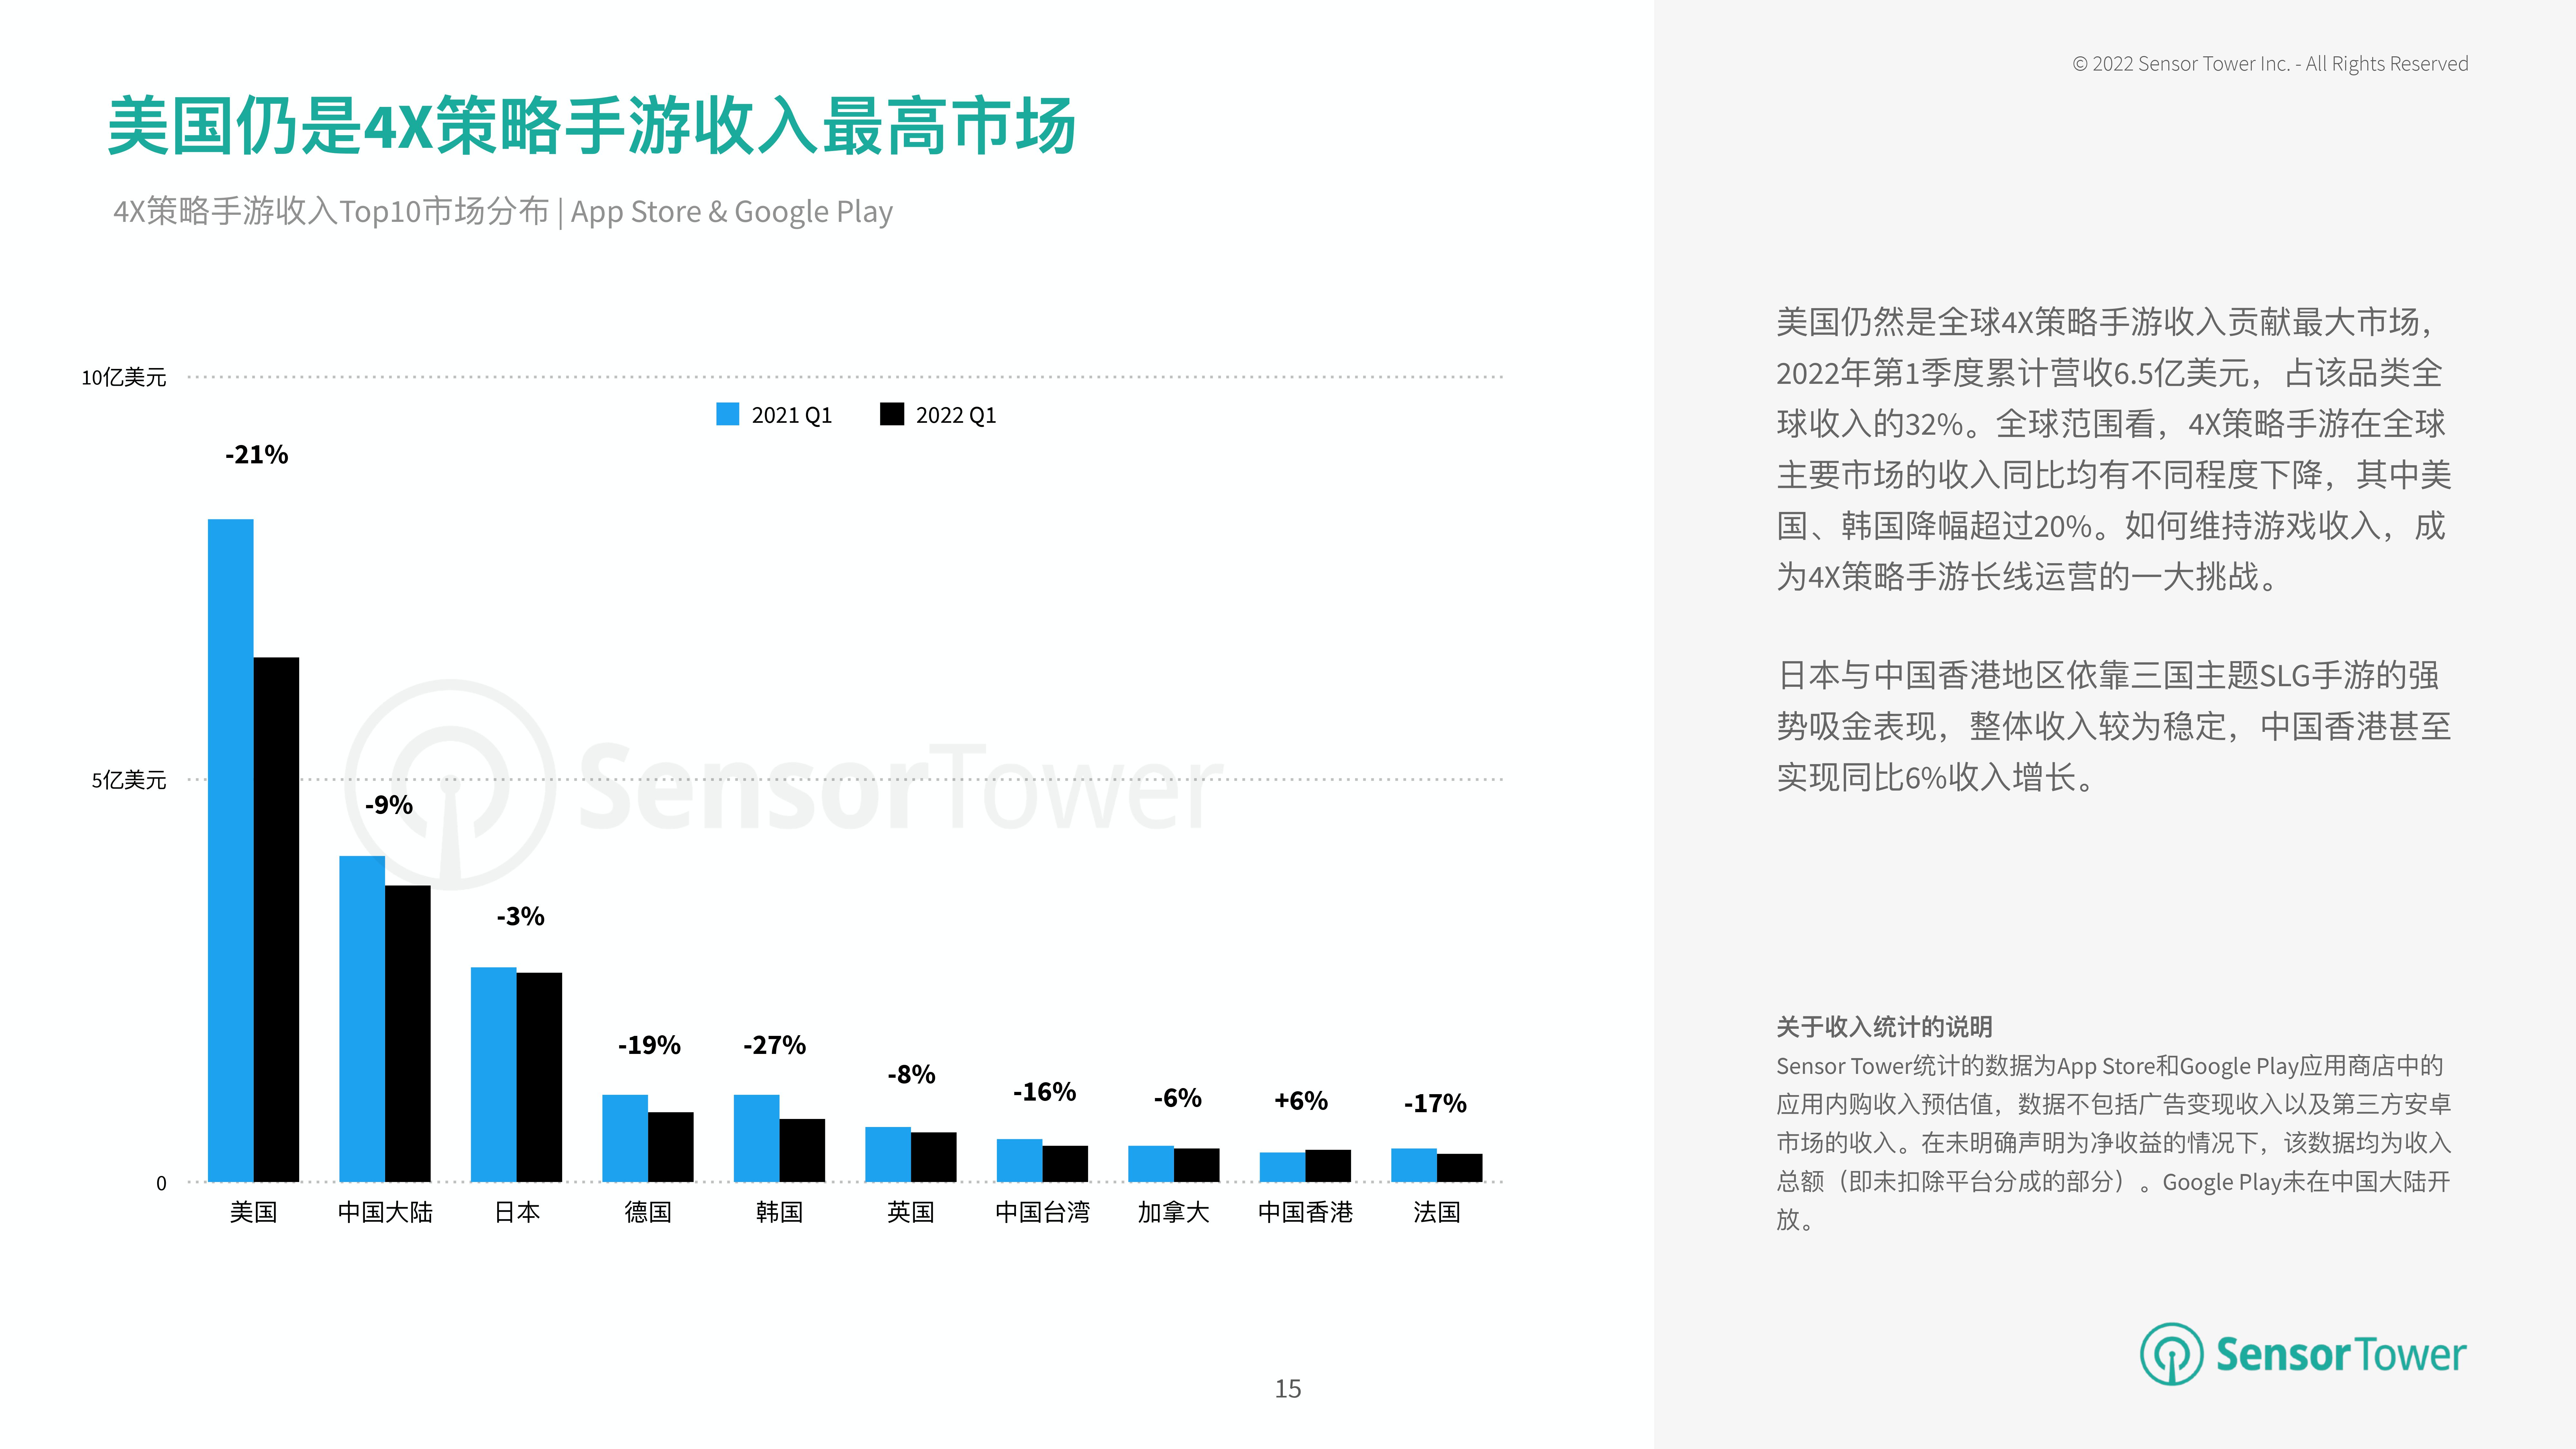 © 2022 Sensor Tower Inc. - All Rights Reserved
美国仍是4X策略手游收入最高市场
4X策略手游收入Top10市场分布 | App Store & Google Play
10亿美元
2021 Q1
2022 Q1
-21%
5亿美元
-9%
-3%
-19%
-27%
-8%
-16%
-6%
+6%
-17%
0
美国
中国大陆
日本
德国
韩国
英国
中国台湾
加拿大
中国香港
法国
SensorTower
美国仍然是全球4X策略手游收入贡献最大市场，
2022年第1季度累计营收6.5亿美元，占该品类全
球收入的32%。全球范围看，4X策略手游在全球
主要市场的收入同比均有不同程度下降，其中美
国、韩国降幅超过20%。如何维持游戏收入，成
为4X策略手游长线运营的一大挑战。
日本与中国香港地区依靠三国主题SLG手游的强
势吸金表现，整体收入较为稳定，中国香港甚至
实现同比6%收入增长。
关于收入统计的说明
Sensor Tower统计的数据为App Store和Google Play应用商店中的
应用内购收入预估值，数据不包括广告变现收入以及第三方安卓
市场的收入。在未明确声明为净收益的情况下，该数据均为收入
总额（即未扣除平台分成的部分）。Google Play未在中国大陆开
放。
SensorTower
15